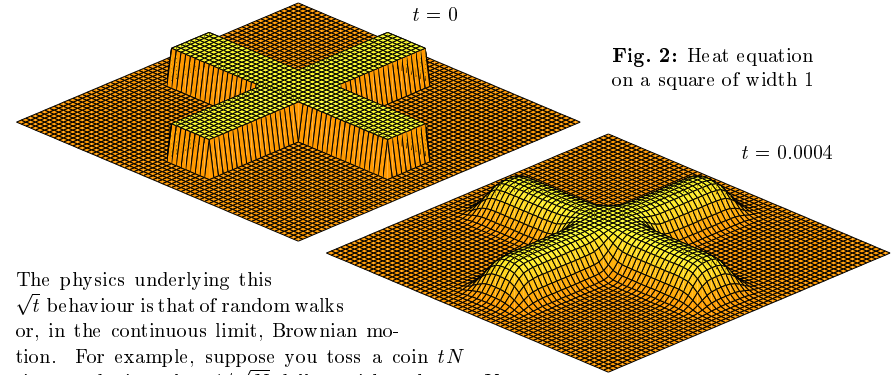 t = 0
Fig. 2: Heat equation
on a square of width 1
t = 0.0004
The physics underlying this
√t behaviour is that of random walks
or, in the continuous limit, Brownian mo-
tion. For example, suppose you toss a coin tN